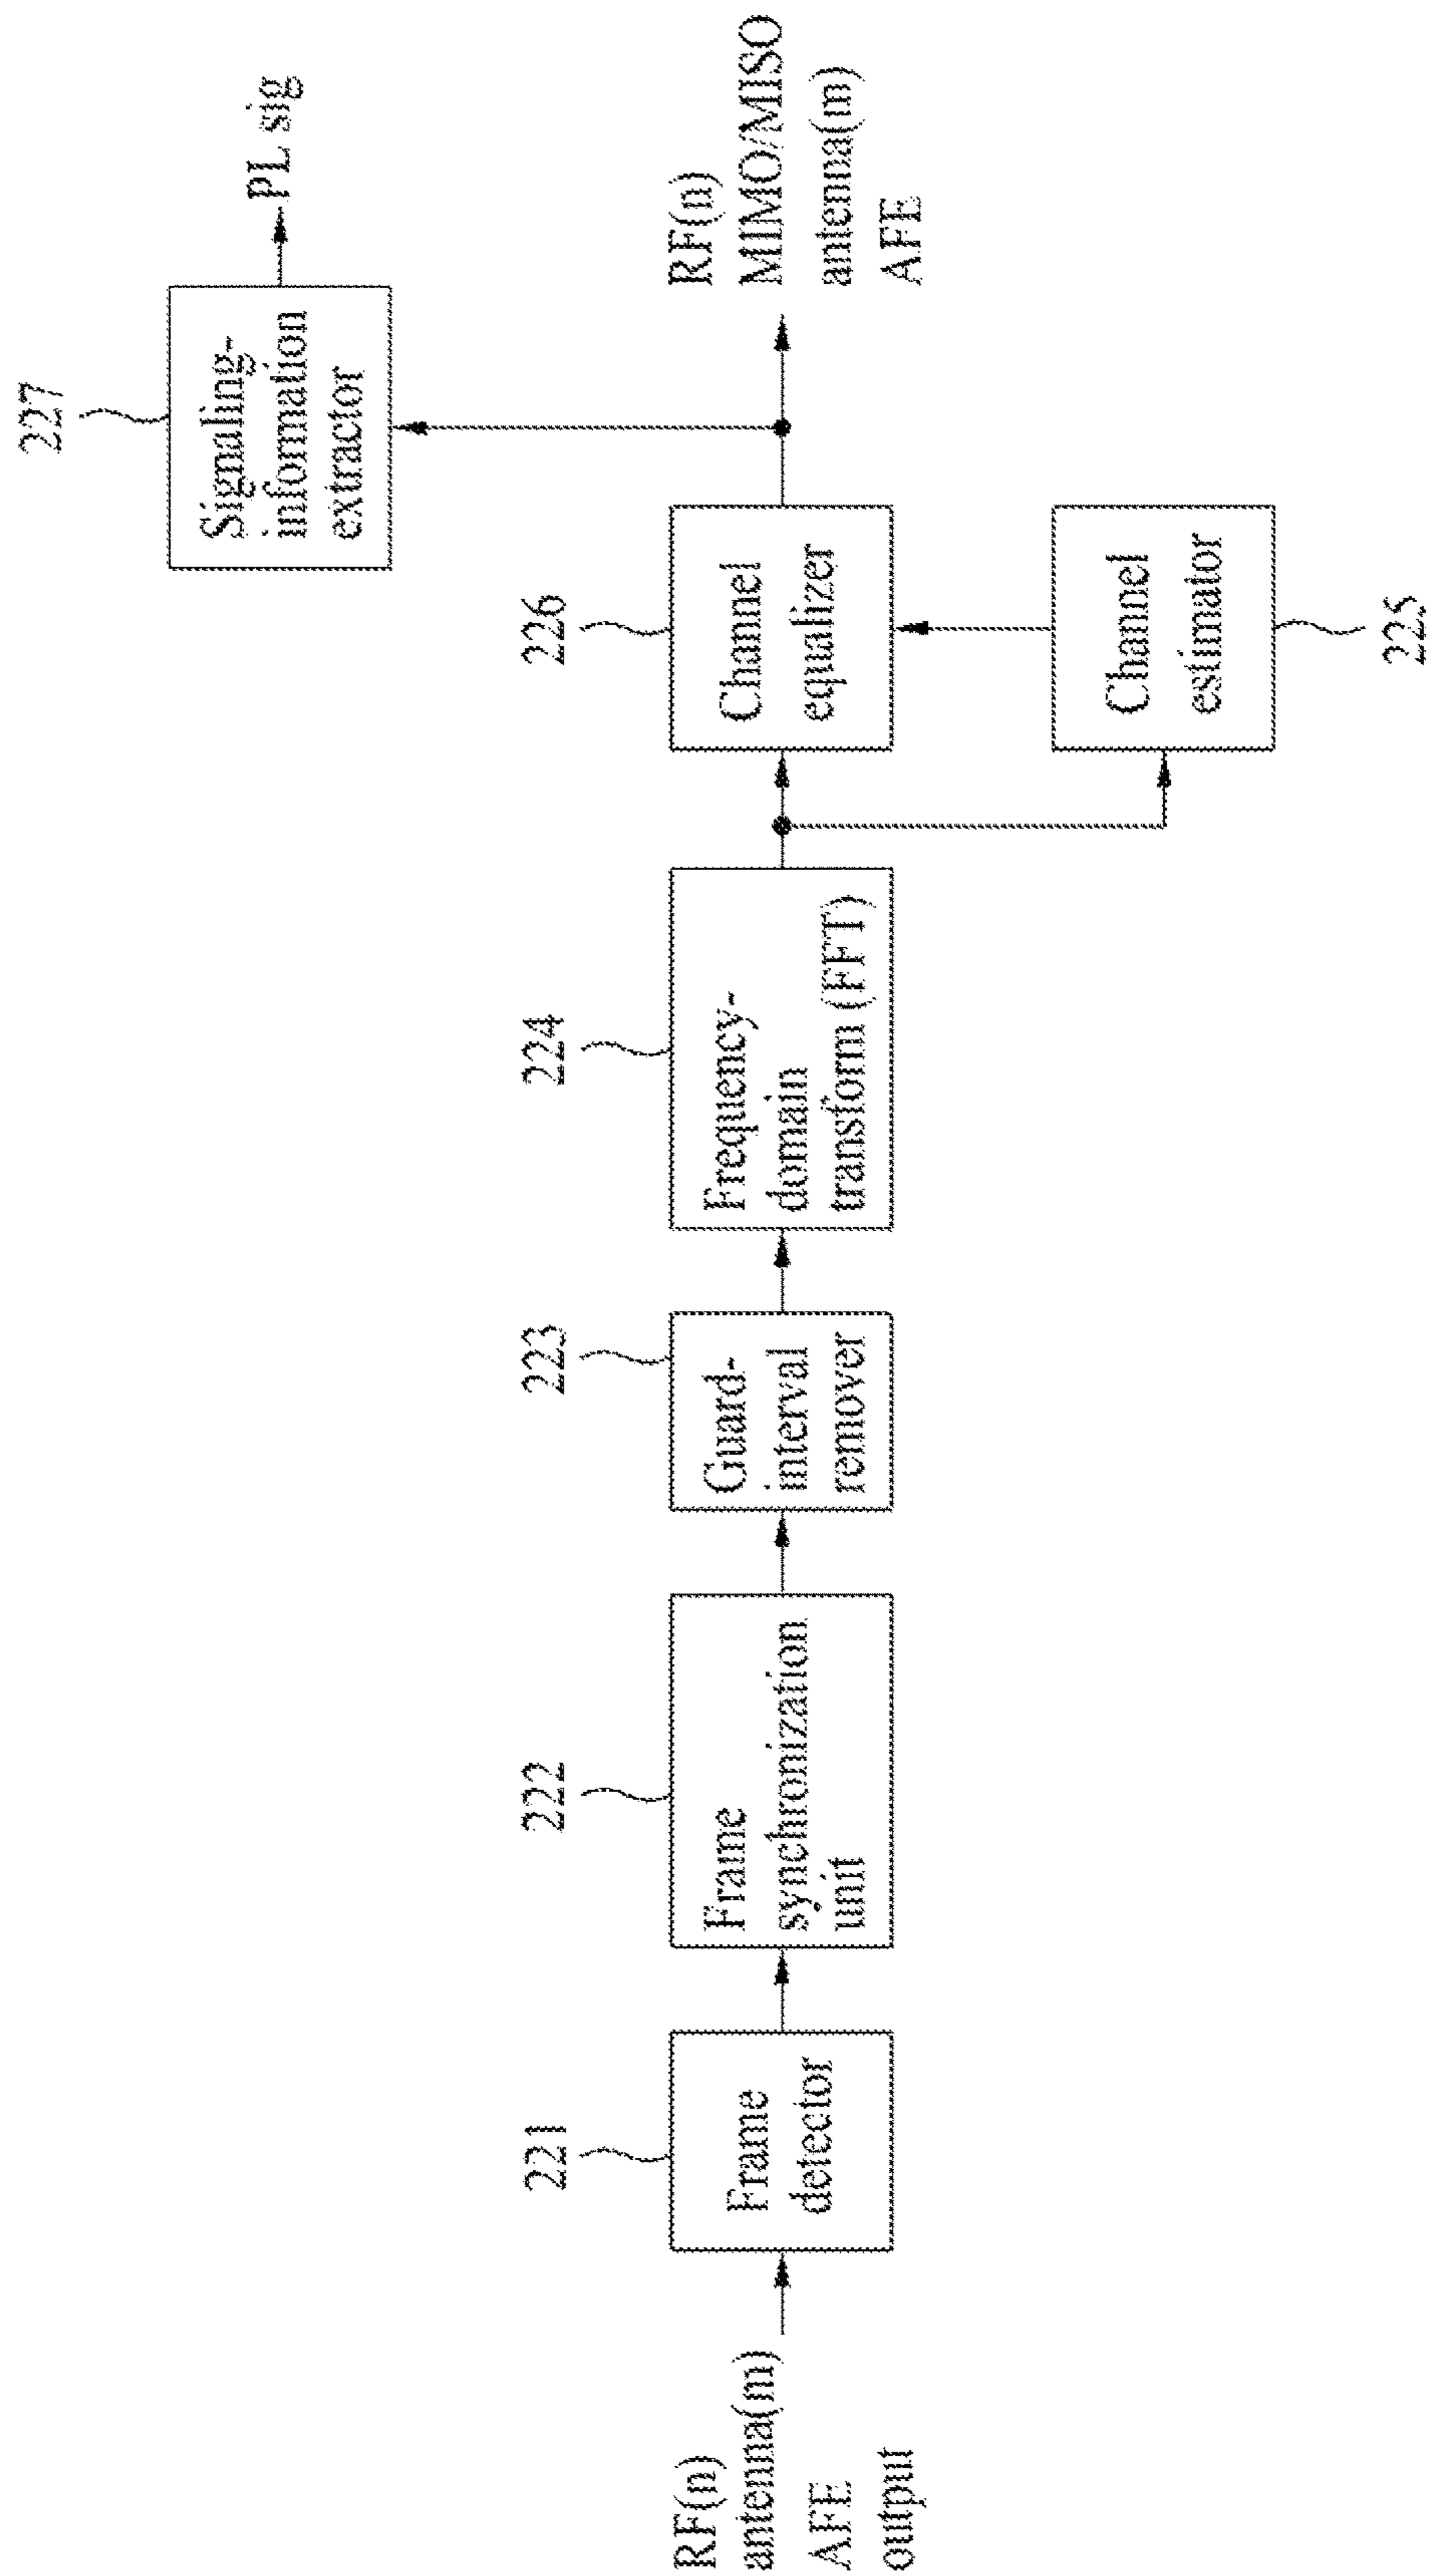 227
Signaling-
information
extractor
PL sig
RF(n)
antenna(m)
AFE
output
221
Frame
detector
222
Frame
synchronization
unit
223
Guard-
interval
remover
224
Frequency-
domain
transform (FFT)
226
Channel
equalizer
RF(n)
MIMO/MISO
antenna(m)
AFE
Channel
estimator
225